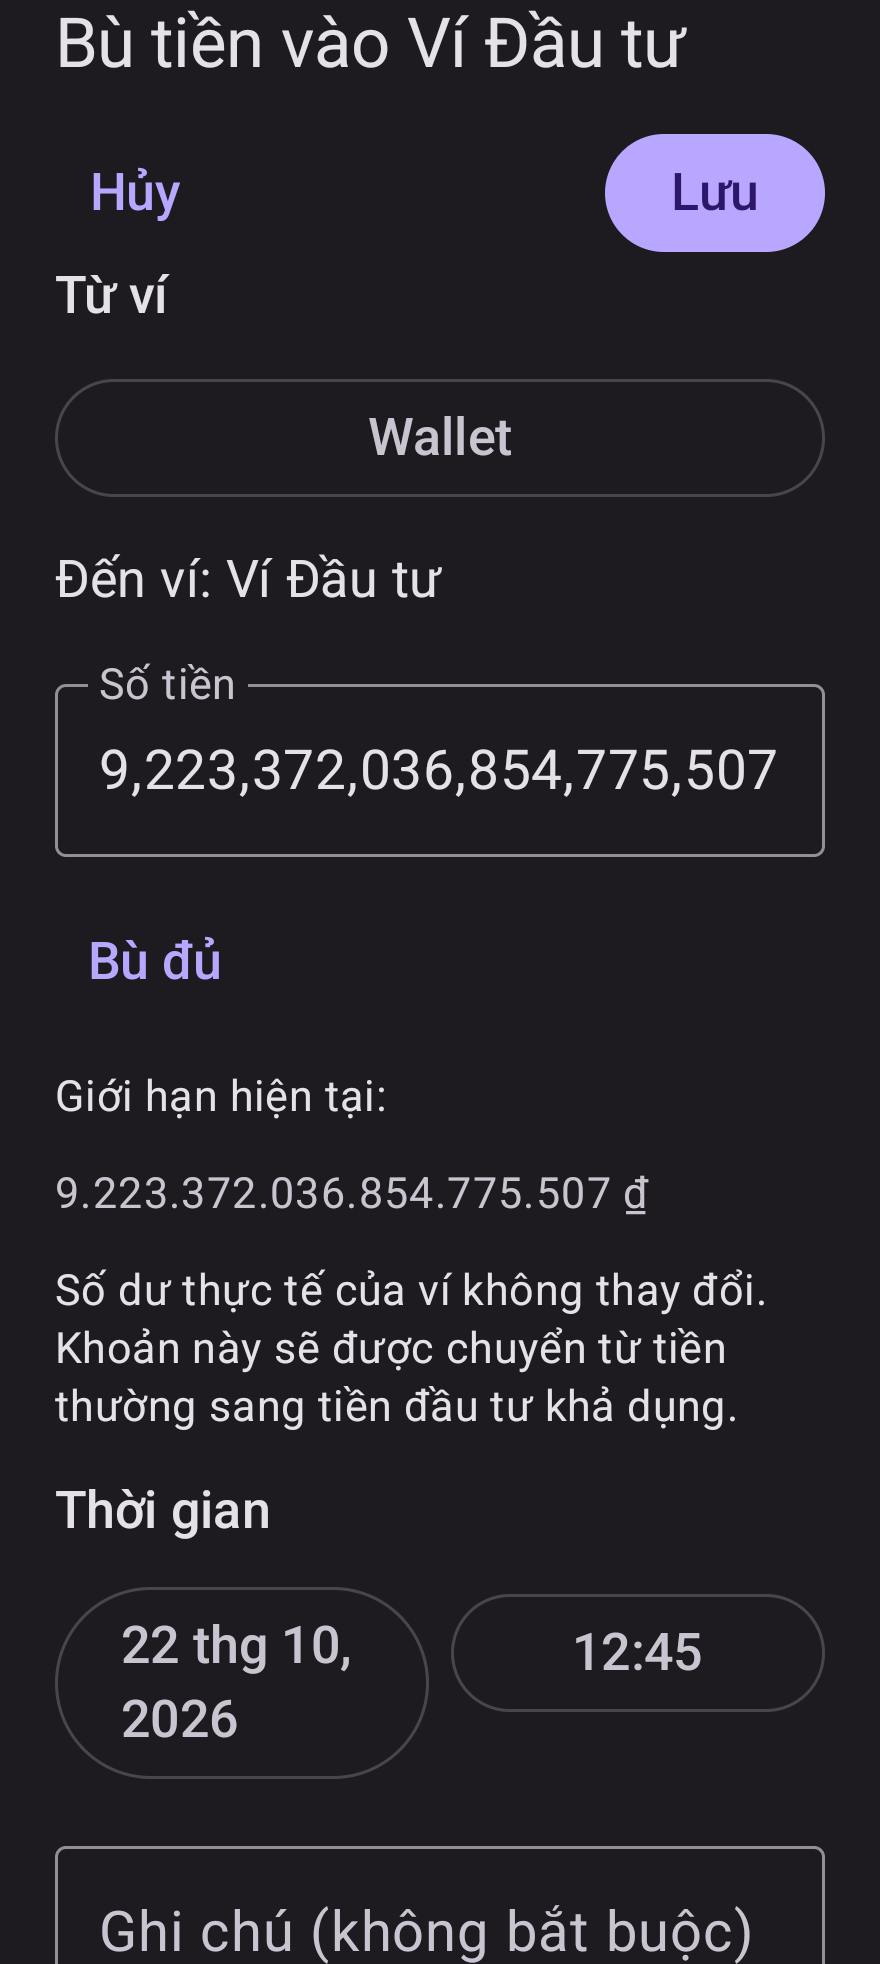 Bù tiền vào Ví Đầu tư
Hủy
Lưu
Từ ví
Wallet
Đến ví: Ví Đầu tư
Số tiền
9,223,372,036,854,775,507
Bù đủ
Giới hạn hiện tại:
9.223.372.036.854.775.507 ₫
Số dư thực tế của ví không thay đổi.
Khoản này sẽ được chuyển từ tiền
thường sang tiền đầu tư khả dụng.
Thời gian
22 thg 10,
2026
12:45
Ghi chú (không bắt buộc)